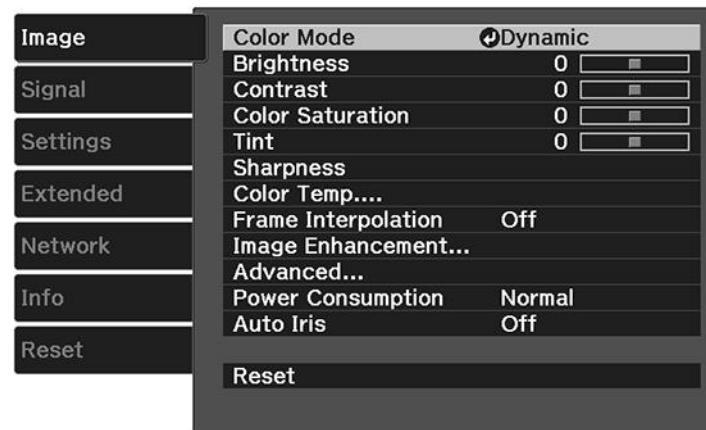 Image
Signal
Settings
Extended
Network
Info
Reset
Color Mode Dynamic
Brightness 0
Contrast 0
Color Saturation 0
Tint 0
Sharpness
Color Temp....
Frame Interpolation Off
Image Enhancement...
Advanced...
Power Consumption Normal
Auto Iris Off
Reset